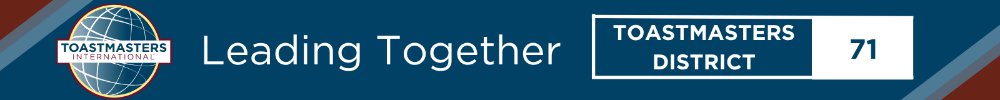 TOASTMASTERS
INTERNATIONAL
Leading Together
TOASTMASTERS
DISTRICT
71